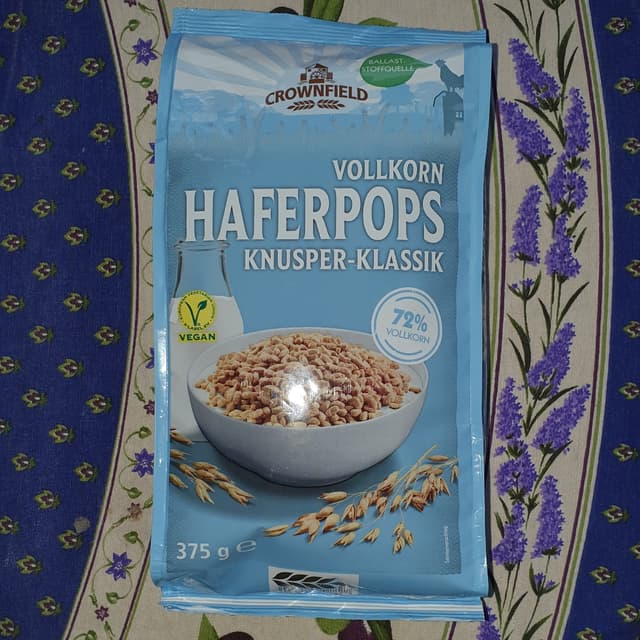 BALLAST-
STOFFQUELLE
CROWNFIELD
VOLLKORN
HAFERPOPS
KNUSPER-KLASSIK
72%
VOLLKORN
VEGAN
375 g ℮